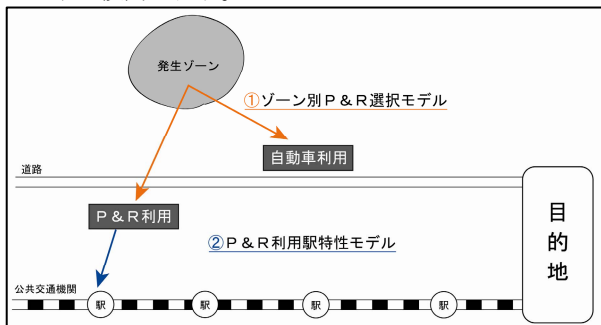 発生ゾーン
①ゾーン別P&R選択モデル
自動車利用
道路
P&R利用
②P&R利用駅特性モデル
目的地
公共交通機関
駅
駅
駅
駅